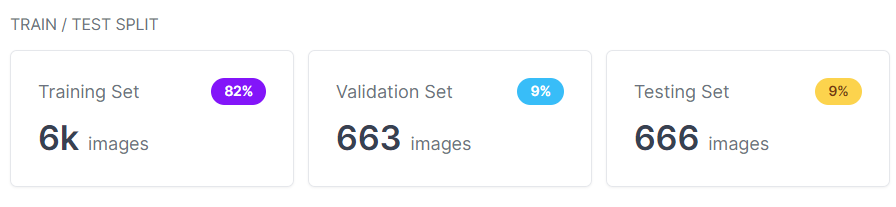 TRAIN / TEST SPLIT
Training Set 82%
6k images
Validation Set 9%
663 images
Testing Set 9%
666 images